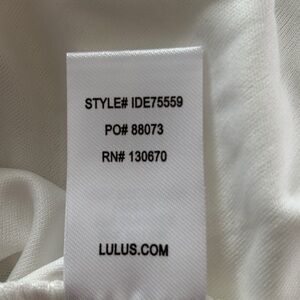 STYLE# IDE75559
PO# 88073
RN# 130670
LULUS.COM